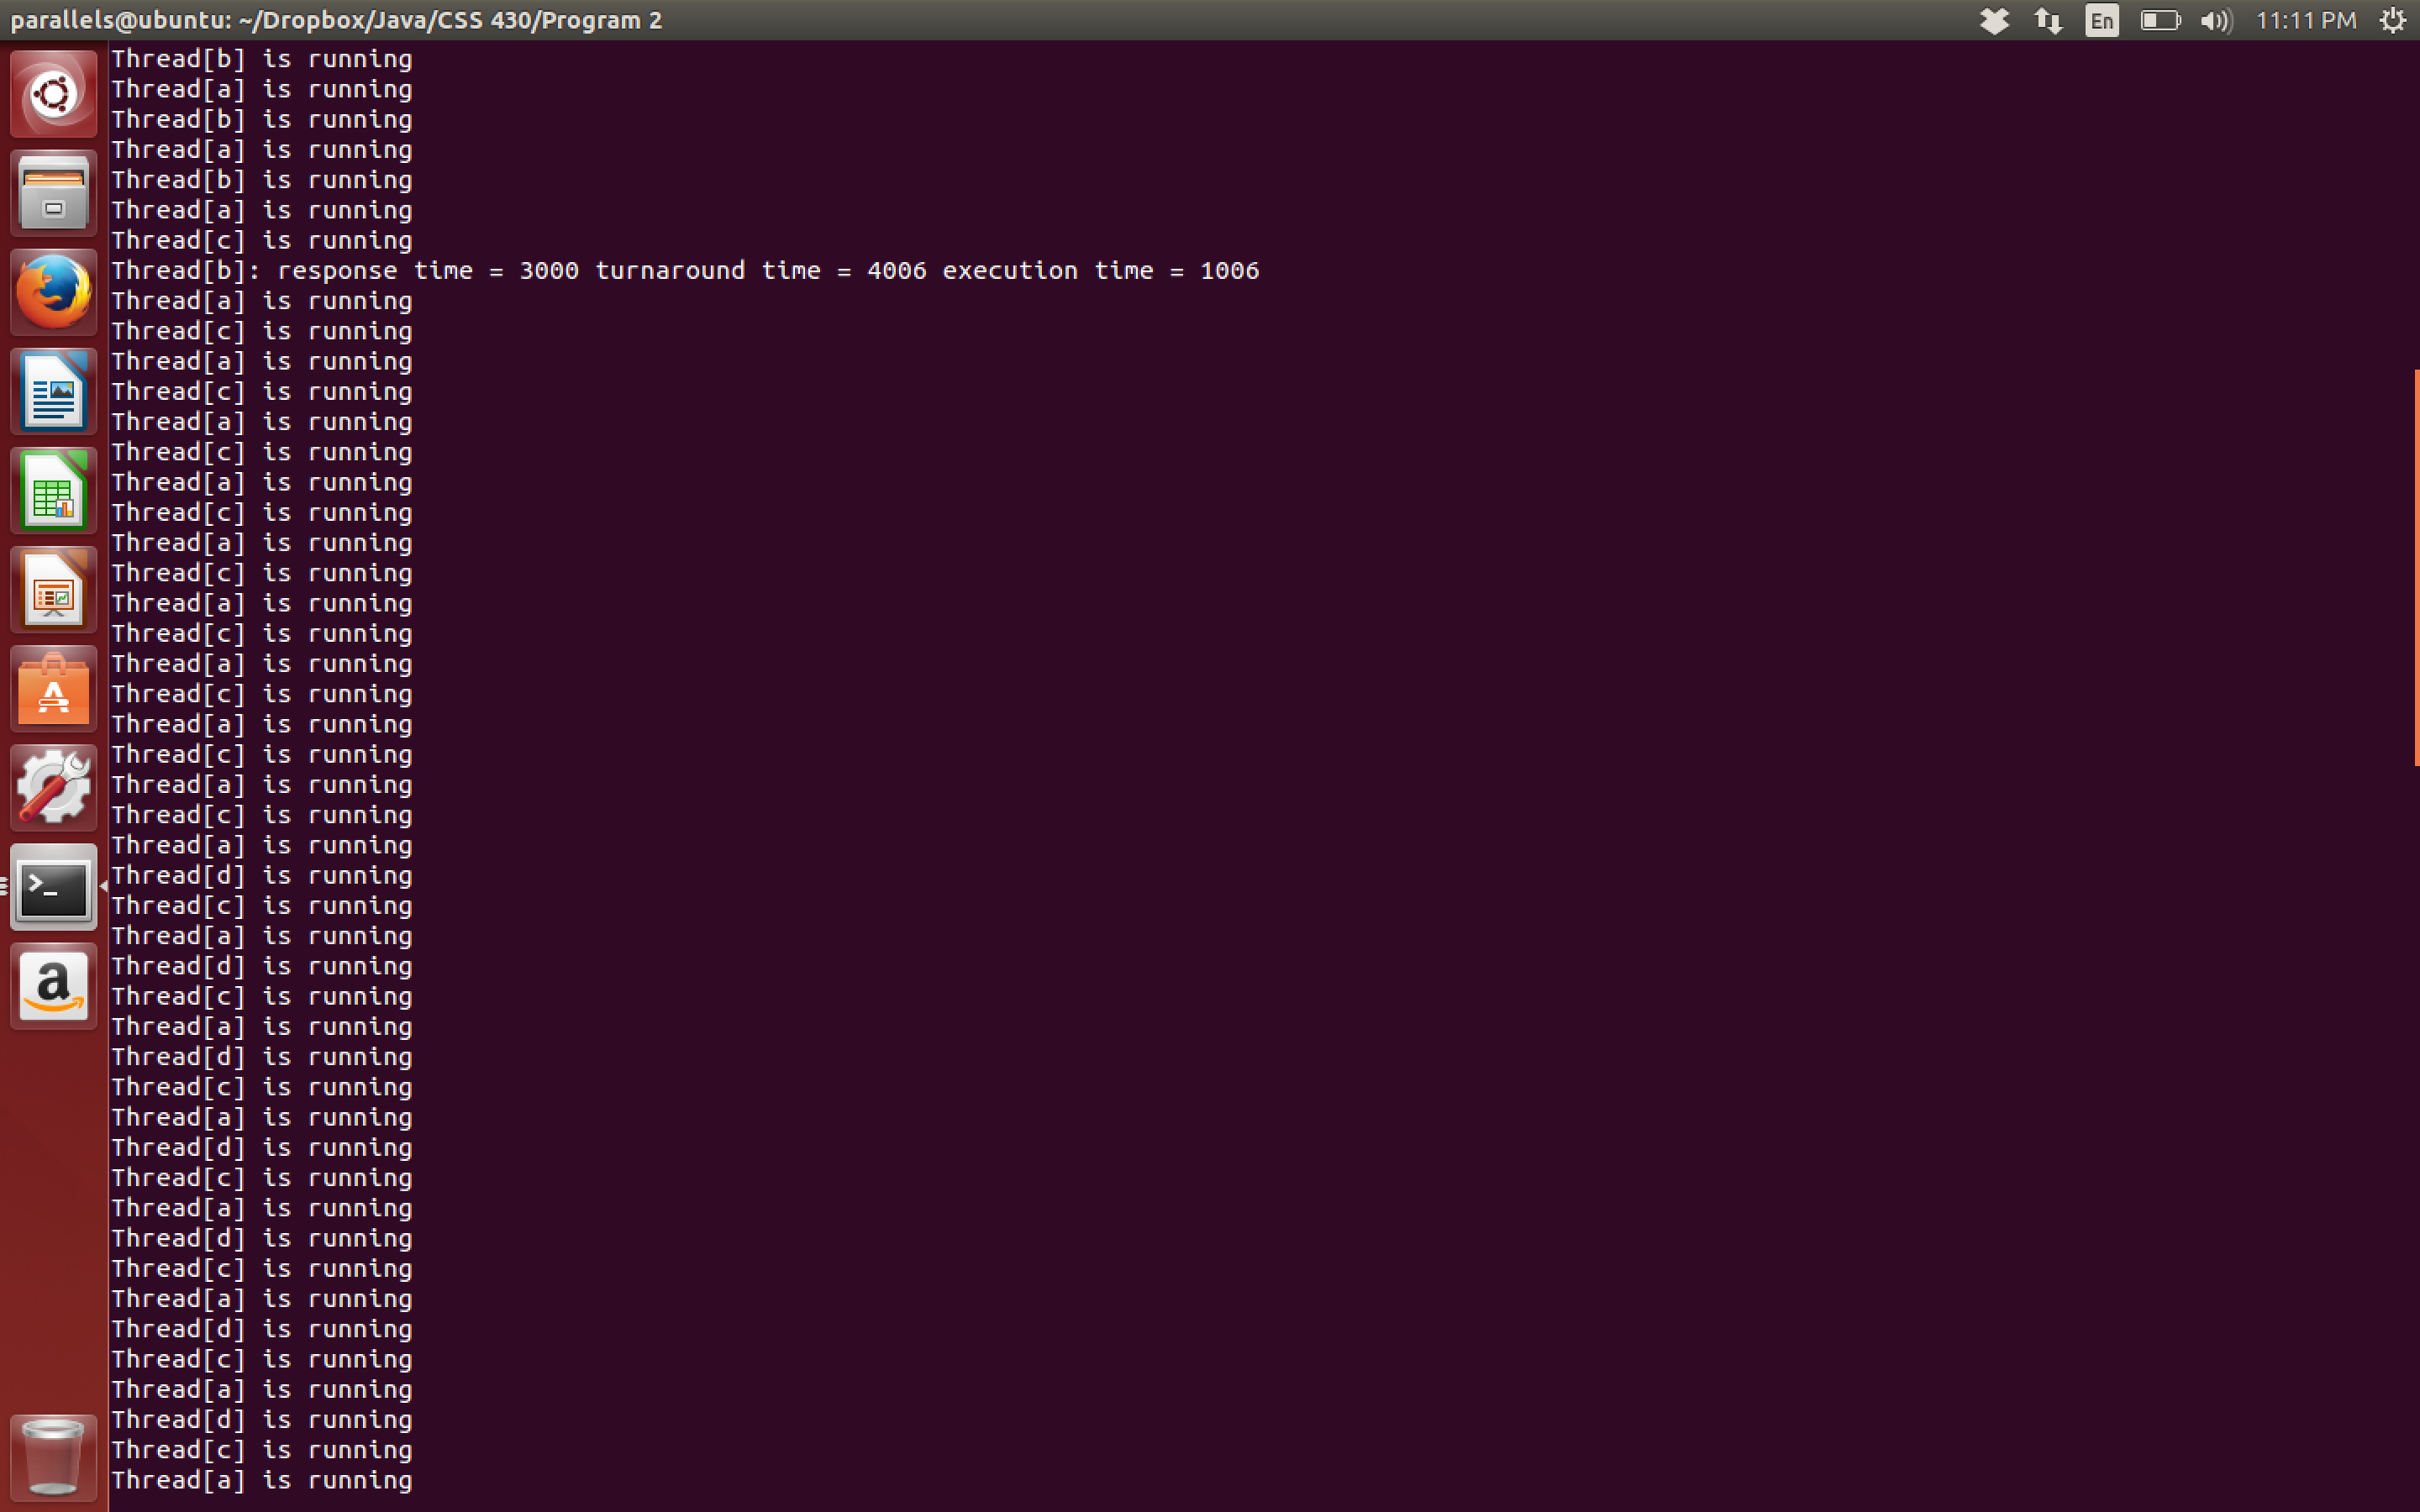 parallels@ubuntu: ~/Dropbox/Java/CSS 430/Program 2
En
11:11 PM
Thread[b] is running
Thread[a] is running
Thread[b] is running
Thread[a] is running
Thread[b] is running
Thread[a] is running
Thread[c] is running
Thread[b]: response time = 3000 turnaround time = 4006 execution time = 1006
Thread[a] is running
Thread[c] is running
Thread[a] is running
Thread[c] is running
Thread[a] is running
Thread[c] is running
Thread[a] is running
Thread[c] is running
Thread[a] is running
Thread[c] is running
Thread[a] is running
Thread[c] is running
Thread[a] is running
Thread[c] is running
Thread[a] is running
Thread[c] is running
Thread[a] is running
Thread[c] is running
Thread[a] is running
Thread[d] is running
Thread[c] is running
Thread[a] is running
Thread[d] is running
Thread[c] is running
Thread[a] is running
Thread[d] is running
Thread[c] is running
Thread[a] is running
Thread[d] is running
Thread[c] is running
Thread[a] is running
Thread[d] is running
Thread[c] is running
Thread[a] is running
Thread[d] is running
Thread[c] is running
Thread[a] is running
Thread[d] is running
Thread[c] is running
Thread[a] is running